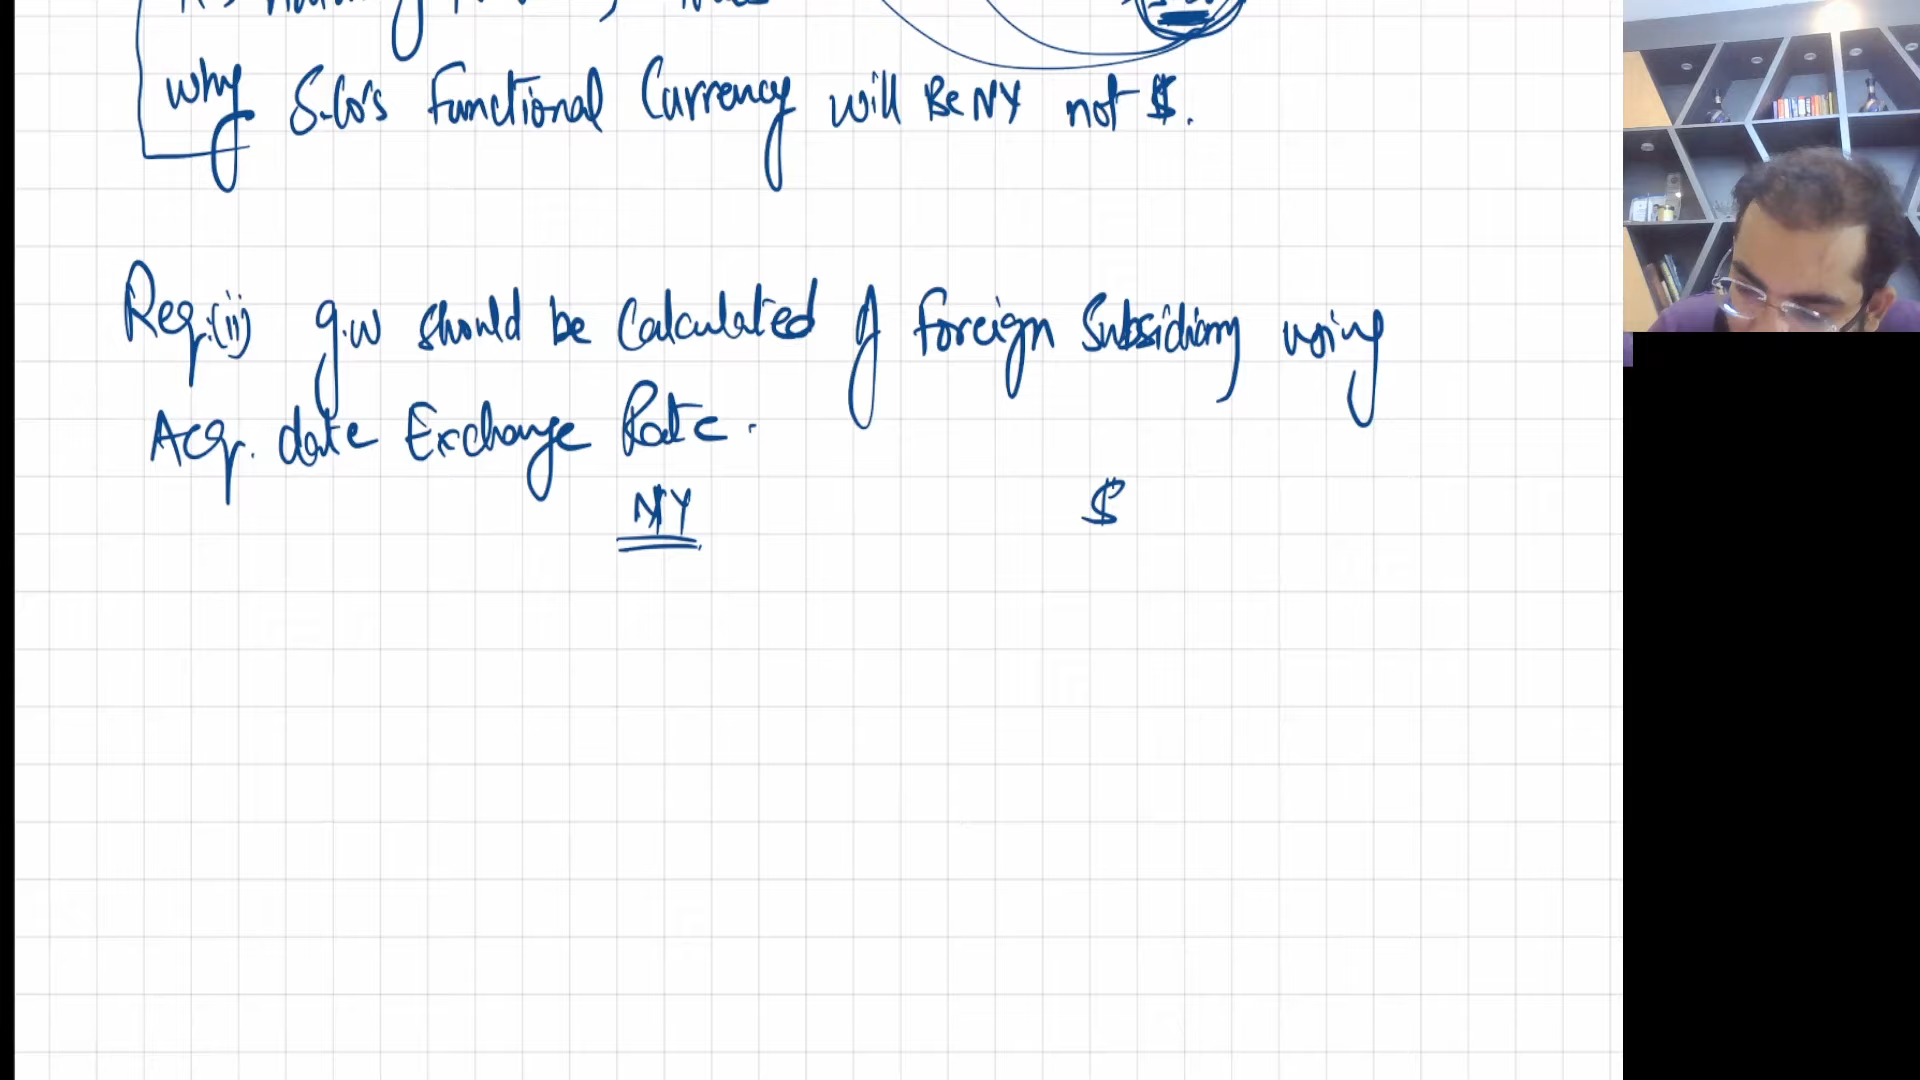 why S.Co's functional Currency will Be NY not $.
Req:(ii) g.w should be Calculated of foreign Subsidiary using
Acq. date Exchange Rate.
NY $